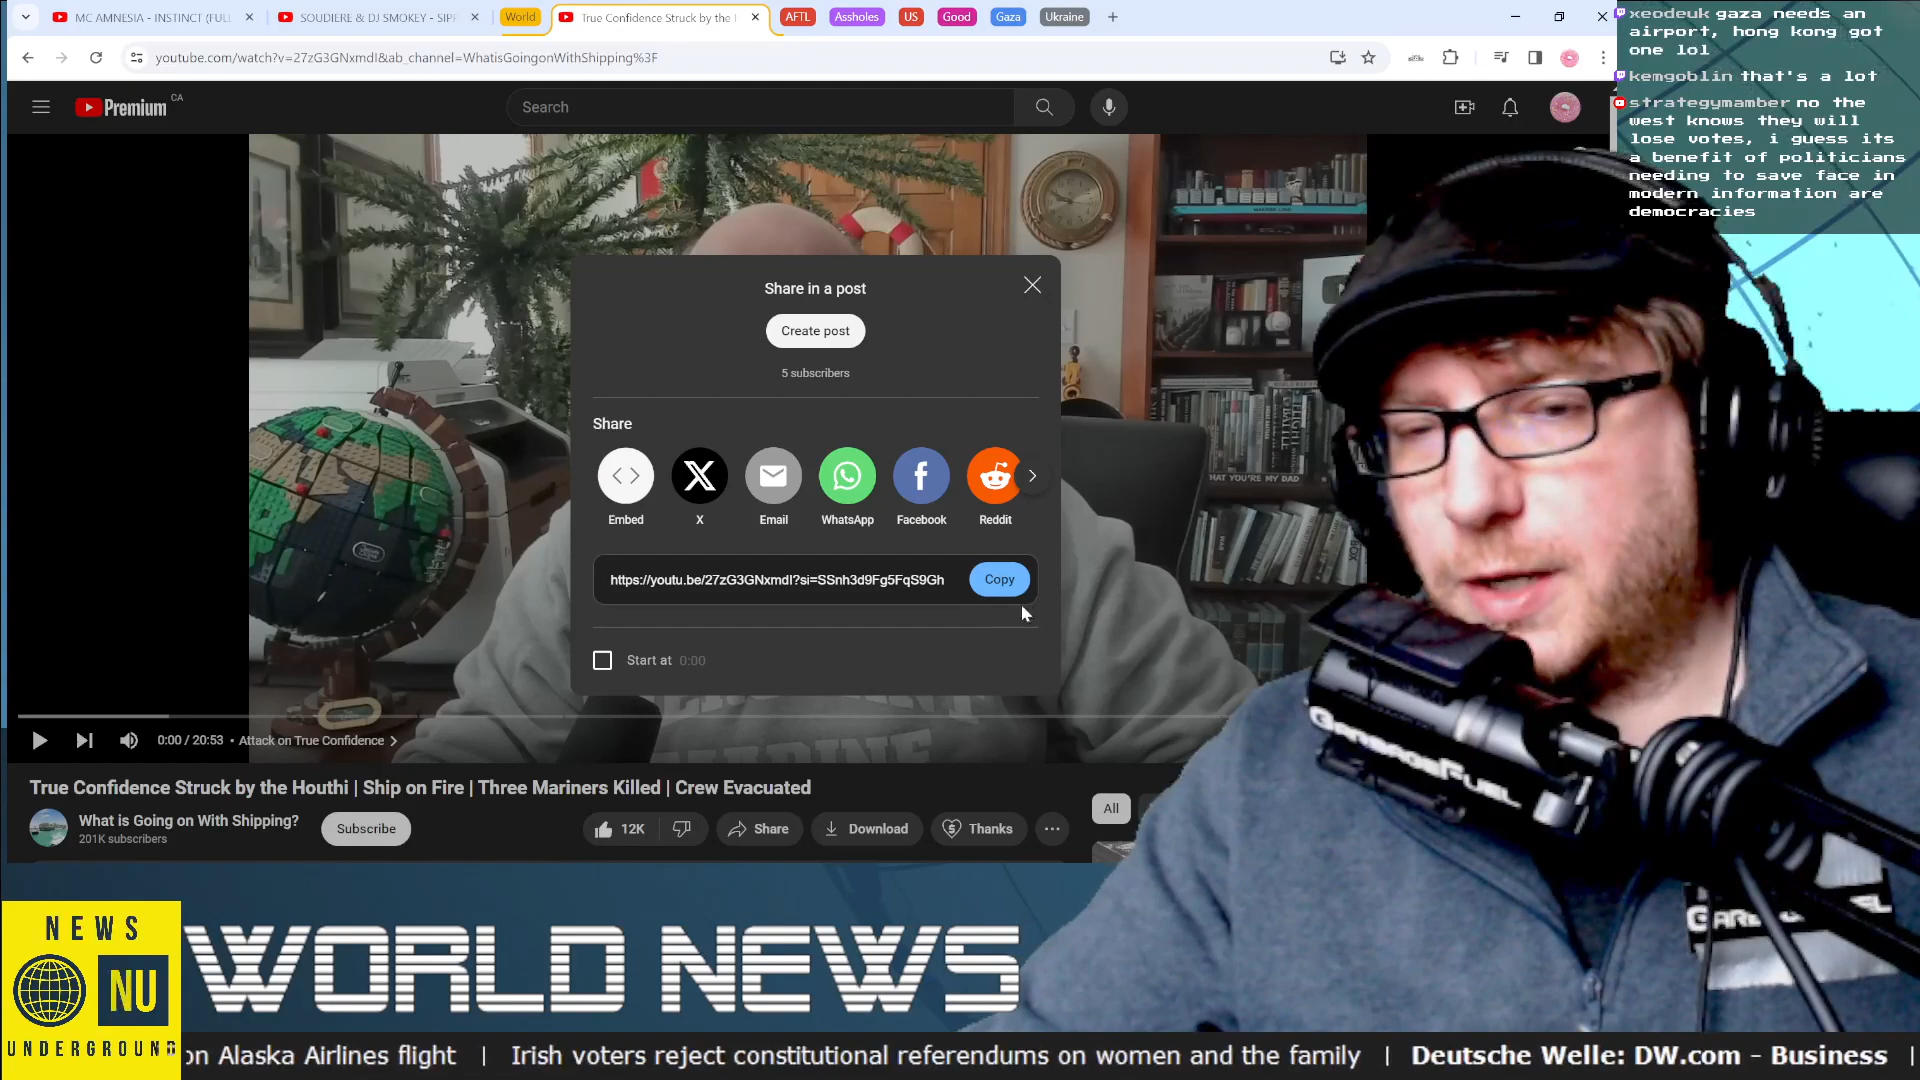 MC AMNESIA - INSTINCT (FULL
SOUDIERE & DJ SMOKEY - SIPP
World
True Confidence Struck by the
AFTL
Assholes
US
Good
Gaza
Ukraine
youtube.com/watch?v=27zG3GNxmdI&ab_channel=WhatisGoingonWithShipping%3F
Premium CA
Search
xeodeuk gaza needs an
airport, hong kong got
one lol
kemgoblin that's a lot
strategymamber no the
west knows they will
lose votes, i guess its
a benefit of politicians
needing to save face in
modern information are
democracies
Share in a post
Create post
5 subscribers
Share
Embed
X
Email
WhatsApp
Facebook
Reddit
https://youtu.be/27zG3GNxmdI?si=SSnh3d9Fg5FqS9Gh
Copy
Start at 0:00
HAT YOU'RE MY DAD
0:00 / 20:53 • Attack on True Confidence
True Confidence Struck by the Houthi | Ship on Fire | Three Mariners Killed | Crew Evacuated
What is Going on With Shipping?
201K subscribers
Subscribe
12K
Share
Download
Thanks
All
NEWS
NU
UNDERGROUND
WORLD NEWS
on Alaska Airlines flight | Irish voters reject constitutional referendums on women and the family | Deutsche Welle: DW.com - Business |